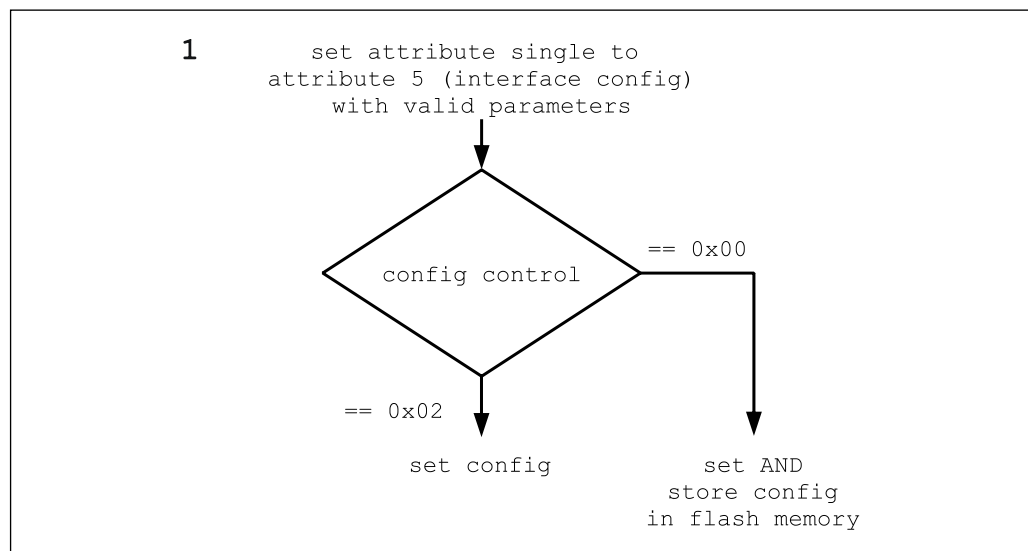 1
set attribute single to
attribute 5 (interface config)
with valid parameters
== 0x00
config control
== 0x02
set config
set AND
store config
in flash memory